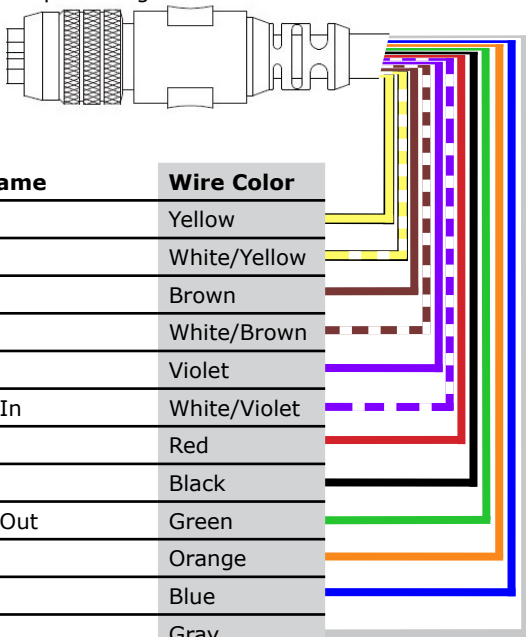 ame Wire Color
Yellow
White/Yellow
Brown
White/Brown
Violet
In White/Violet
Red
Black
Out Green
Orange
Blue
Gray